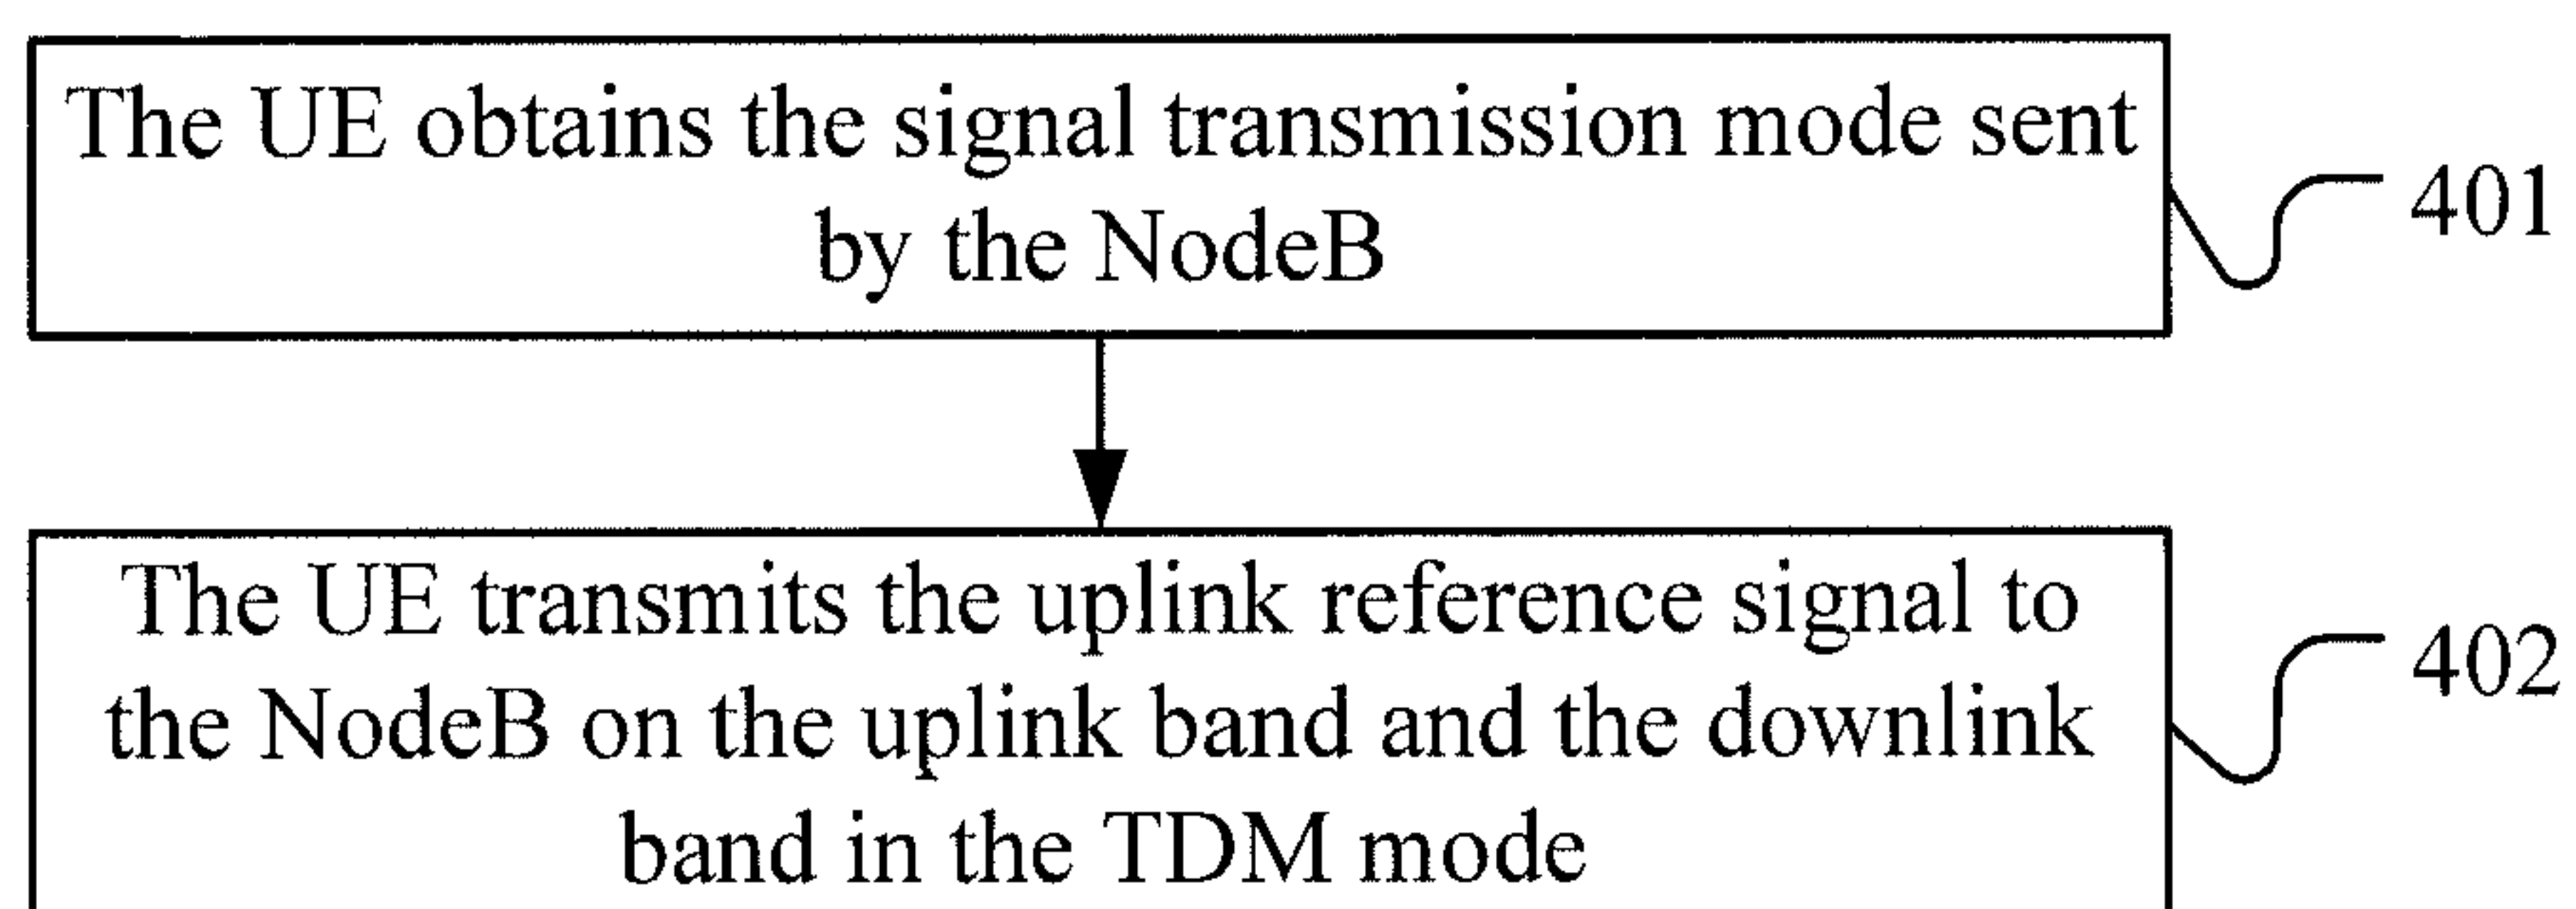 The UE obtains the signal transmission mode sent
by the NodeB
401
The UE transmits the uplink reference signal to
the NodeB on the uplink band and the downlink
band in the TDM mode
402